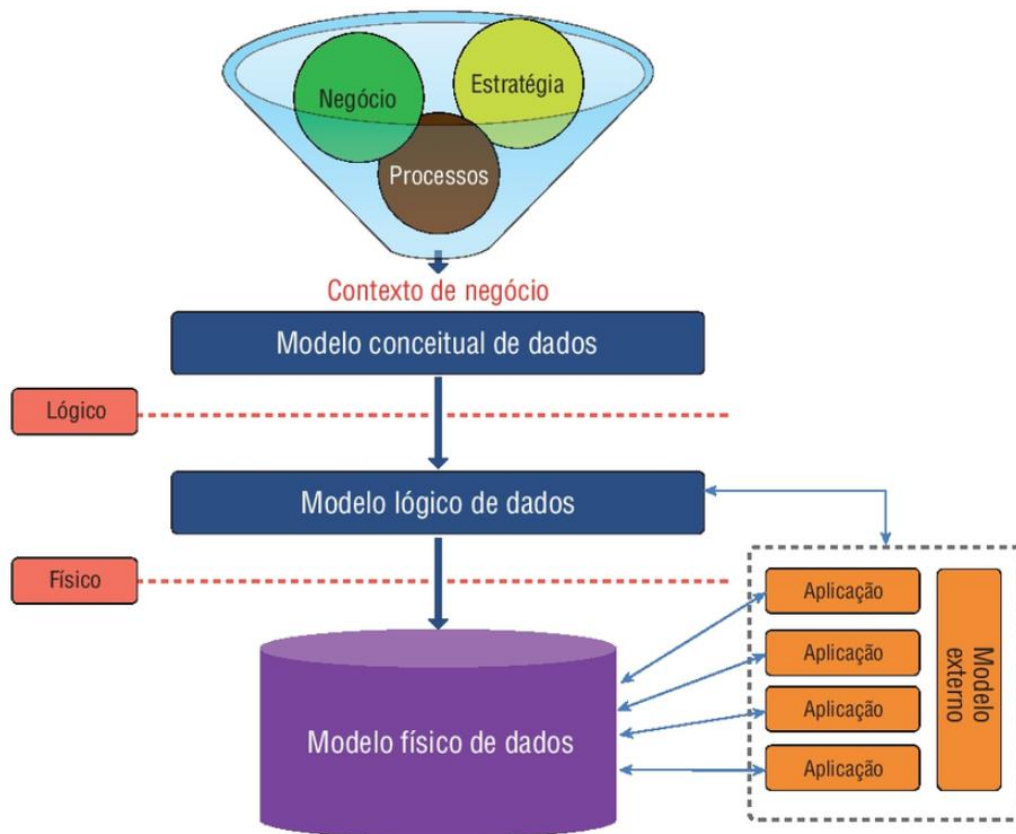 Negócio
Estratégia
Processos
Contexto de negócio
Modelo conceitual de dados
Lógico
Modelo lógico de dados
Físico
Aplicação
Aplicação
Aplicação
Aplicação
Modelo
externo
Modelo físico de dados